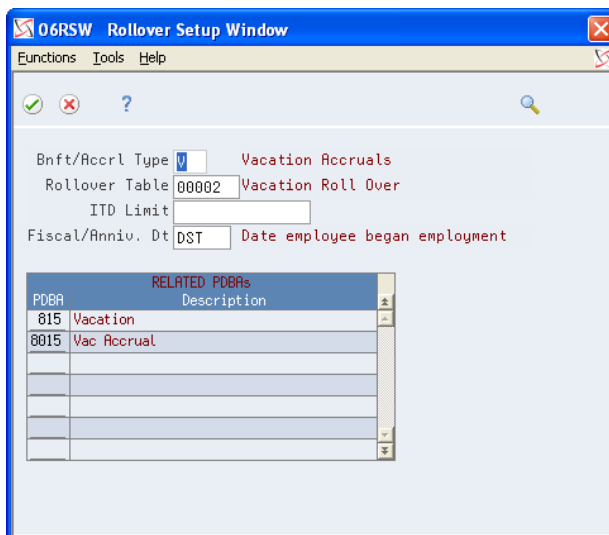 06RSW Rollover Setup Window
Functions Tools Help
?
Bnft/Accrl Type V Vacation Accruals
Rollover Table 00002 Vacation Roll Over
ITD Limit
Fiscal/Anniv. Dt DST Date employee began employment
RELATED PDBAs
PDBA Description
815 Vacation
8015 Vac Accrual